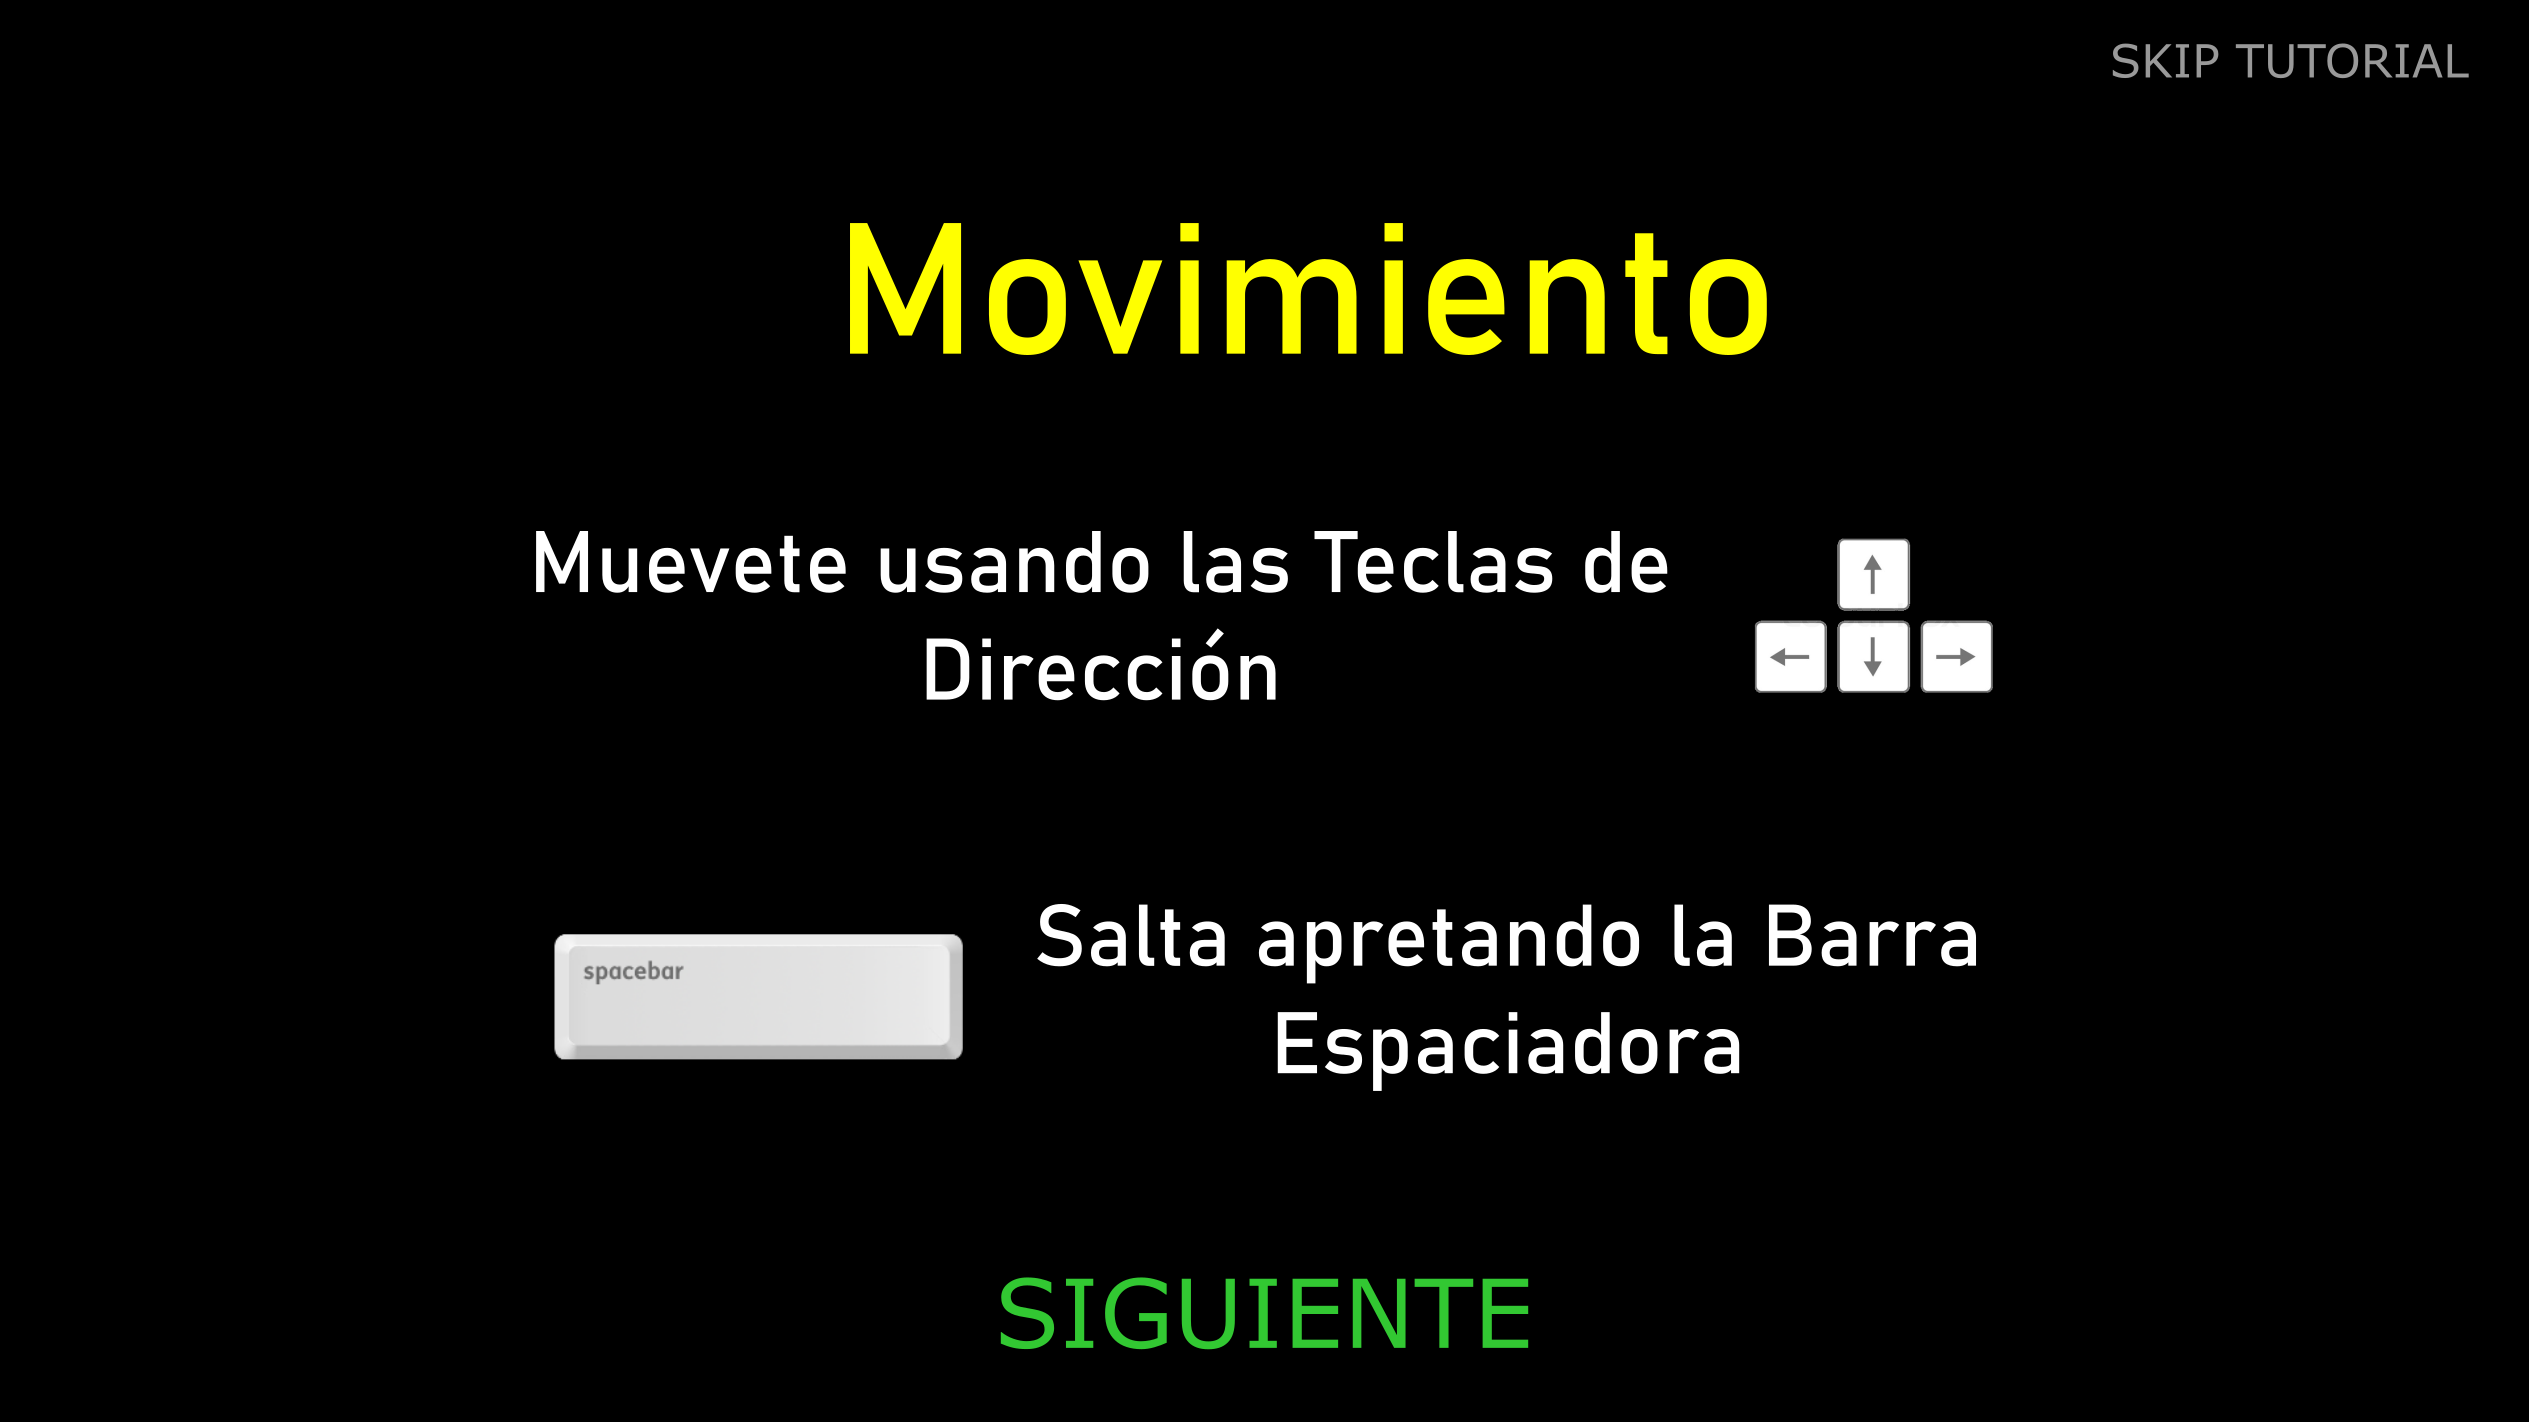 SKIP TUTORIAL
Movimiento
Muevete usando las Teclas de
Dirección
spacebar
Salta apretando la Barra
Espaciadora
SIGUIENTE